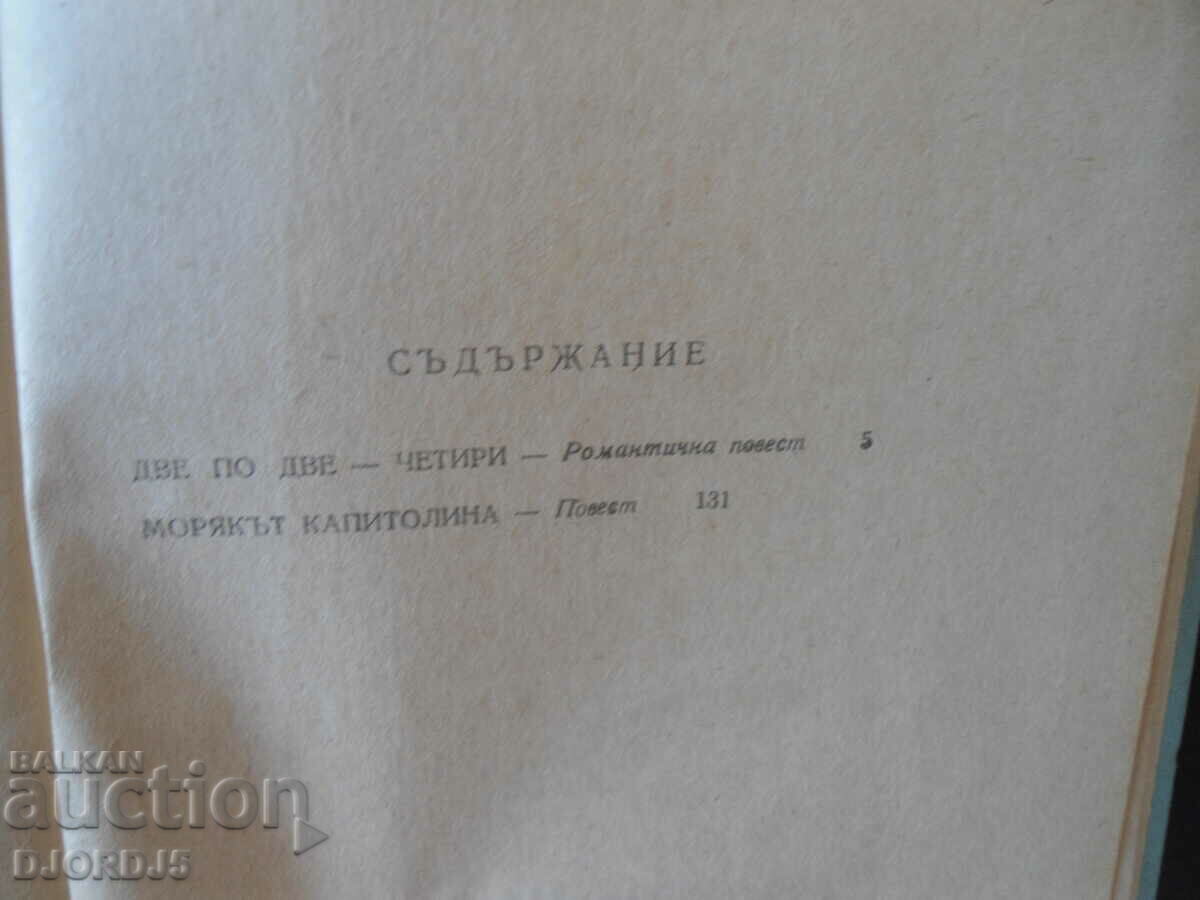 СЪДЪРЖАНИЕ
ДВЕ ПО ДВЕ — ЧЕТИРИ — Романтична повест 5
МОРЯКЪТ КАПИТОЛИНА — Повест 131
BALKAN
auction
DJORDJ5